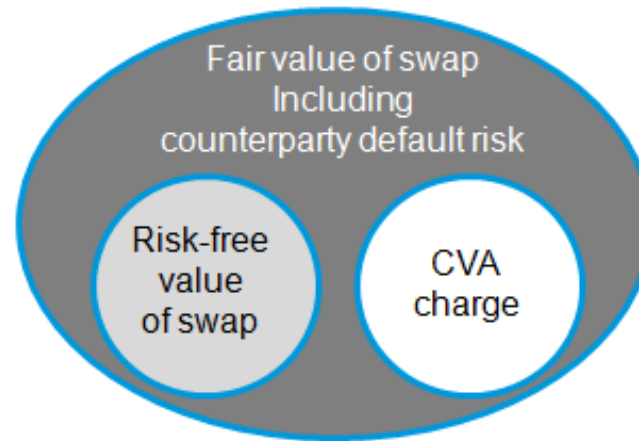 Fair value of swap
Including
counterparty default risk
Risk-free
value
of swap
CVA
charge